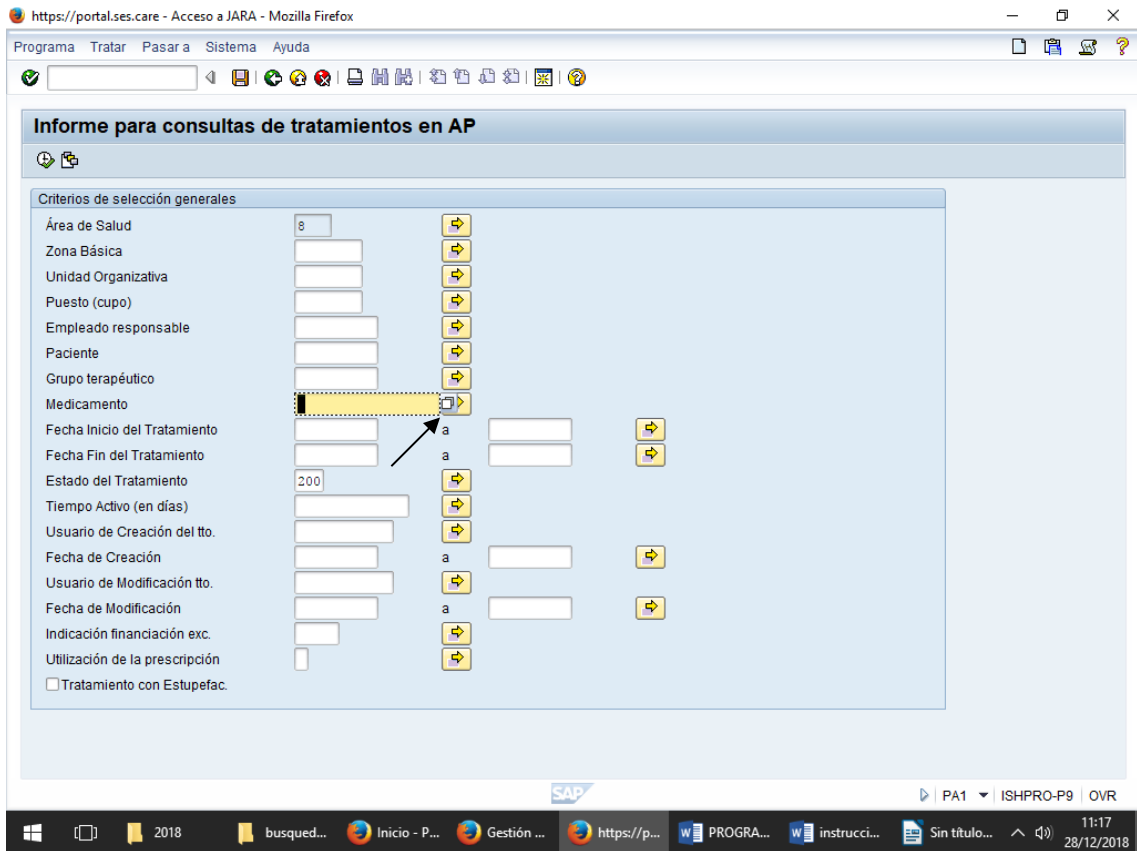 https://portal.ses.care - Acceso a JARA - Mozilla Firefox
Programa Tratar Pasar a Sistema Ayuda
Informe para consultas de tratamientos en AP
Criterios de selección generales
Área de Salud 8
Zona Básica
Unidad Organizativa
Puesto (cupo)
Empleado responsable
Paciente
Grupo terapéutico
Medicamento
Fecha Inicio del Tratamiento a
Fecha Fin del Tratamiento a
Estado del Tratamiento 200
Tiempo Activo (en días)
Usuario de Creación del tto.
Fecha de Creación a
Usuario de Modificación tto.
Fecha de Modificación a
Indicación financiación exc.
Utilización de la prescripción
Tratamiento con Estupefac.
SAP PA1 ISHPRO-P9 OVR
2018 busqued... Inicio - P... Gestión ... https://p... PROGRA... instrucci... Sin título... 11:17
28/12/2018